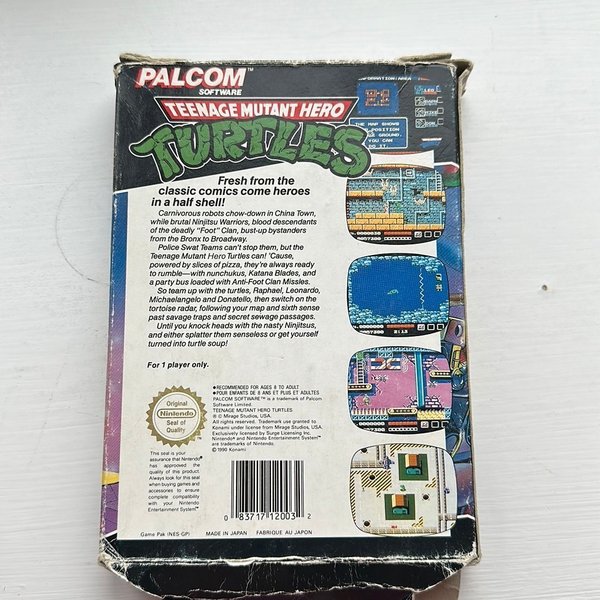 PALCOM™
SOFTWARE
TEENAGE MUTANT HERO
TURTLES
Fresh from the
classic comics come heroes
in a half shell!
Carnivorous robots chow-down in China Town,
while brutal Ninjitsu Warriors, blood descendants
of the deadly "Foot" Clan, bust-up bystanders
from the Bronx to Broadway.
Police Swat Teams can't stop them, but the
Teenage Mutant Hero Turtles can! 'Cause,
powered by slices of pizza, they're always ready
to rumble—with nunchukus, Katana Blades, and
a party bus loaded with Anti-Foot Clan Missles.
So team up with the turtles, Raphael, Leonardo,
Michaelangelo and Donatello, then switch on the
tortoise radar, following your map and sixth sense
past savage traps and secret sewage passages.
Until you knock heads with the nasty Ninjitsus,
and either splatter them senseless or get yourself
turned into turtle soup!
For 1 player only.
●RECOMMENDED FOR AGES 8 TO ADULT
●POUR ENFANTS DE 8 ANS ET PLUS ET ADULTES
PALCOM SOFTWARE™ is a trademark of Palcom
Software Limited.
TEENAGE MUTANT HERO TURTLES
® © Mirage Studios, USA.
All rights reserved. Trademark use granted to
Konami under license from Mirage Studios, USA.
Exclusively licensed by Surge Licensing Inc.
Nintendo® and Nintendo Entertainment System™
are trademarks of Nintendo.
© 1990 Konami
Original
Nintendo
Seal of
Quality
This seal is your
assurance that Nintendo®
has approved the
quality of this product.
Always look for this seal
when buying games and
accessories to ensure
complete compatibility
with your Nintendo
Entertainment System™
0 83717 12003 2
Game Pak (NES-GP) MADE IN JAPAN FABRIQUE AU JAPON
INFORMATION/AREA
LEO
THE MAP SHOWS
POSITION
GROUND.
YOU CAN